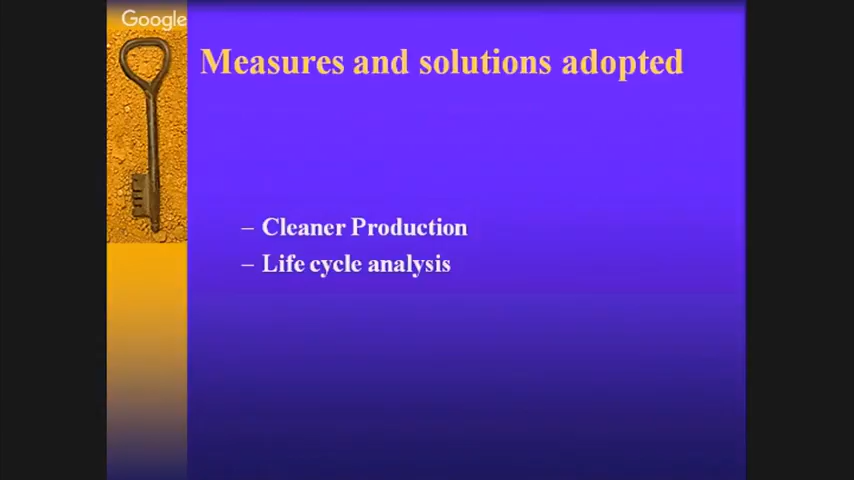 Google
Measures and solutions adopted
– Cleaner Production
– Life cycle analysis